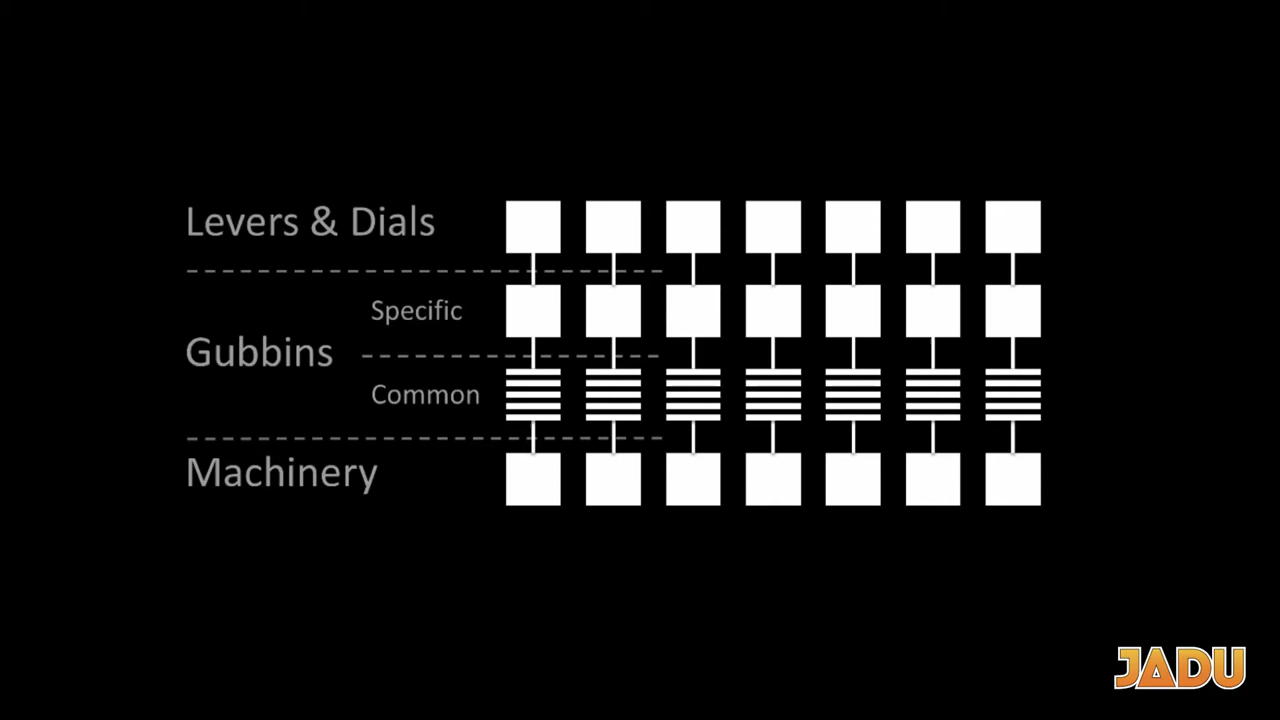 Levers & Dials
Specific
Gubbins
Common
Machinery
JADU